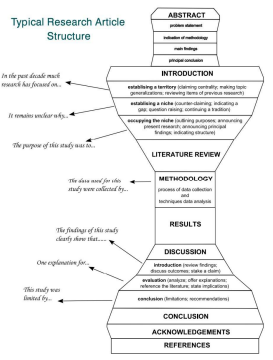 Typical Research Article
Structure
ABSTRACT
problem statement
indication of methodology
main findings
principal conclusion
In the past decade much
research has focused on...
INTRODUCTION
establishing a territory (claiming centrality; making topic
generalizations; reviewing items of previous research)
It remains unclear why...
establishing a niche (counter-claiming; indicating a
gap; question raising; continuing a tradition)
occupying the niche (outlining purposes; announcing
present research; announcing principal
findings; indicating structure)
The purpose of this study was to...
LITERATURE REVIEW
The data used for this
study were collected by...
METHODOLOGY
process of data collection
and
techniques data analysis
RESULTS
The findings of this study
clearly show that......
DISCUSSION
introduction (review findings;
discuss outcomes; stake a claim)
One explanation for...
evaluation (analyze; offer explanations;
reference the literature; state implications)
This study was
limited by...
conclusion (limitations; recommendations)
CONCLUSION
ACKNOWLEDGEMENTS
REFERENCES